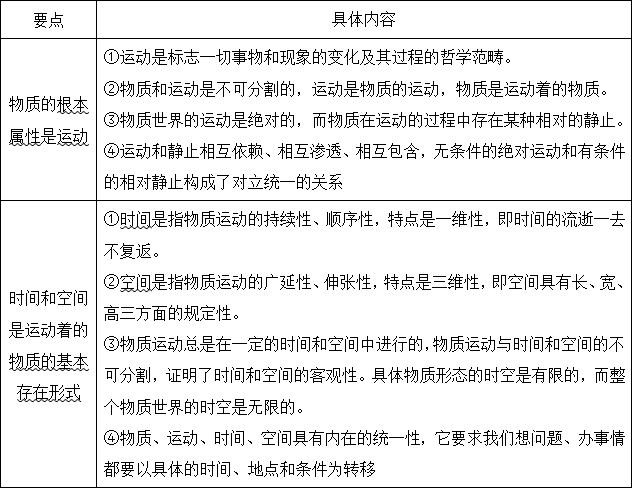 要点
具体内容
物质的根本
属性是运动
①运动是标志一切事物和现象的变化及其过程的哲学范畴。
②物质和运动是不可分割的，运动是物质的运动，物质是运动着的物质。
③物质世界的运动是绝对的，而物质在运动的过程中存在某种相对的静止。
④运动和静止相互依赖、相互渗透、相互包含，无条件的绝对运动和有条件
的相对静止构成了对立统一的关系
时间和空间
是运动着的
物质的基本
存在形式
①时间是指物质运动的持续性、顺序性，特点是一维性，即时间的流逝一去
不复返。
②空间是指物质运动的广延性、伸张性，特点是三维性，即空间具有长、宽、
高三方面的规定性。
③物质运动总是在一定的时间和空间中进行的，物质运动与时间和空间的不
可分割，证明了时间和空间的客观性。具体物质形态的时空是有限的，而整
个物质世界的时空是无限的。
④物质、运动、时间、空间具有内在的统一性，它要求我们想问题、办事情
都要以具体的时间、地点和条件为转移